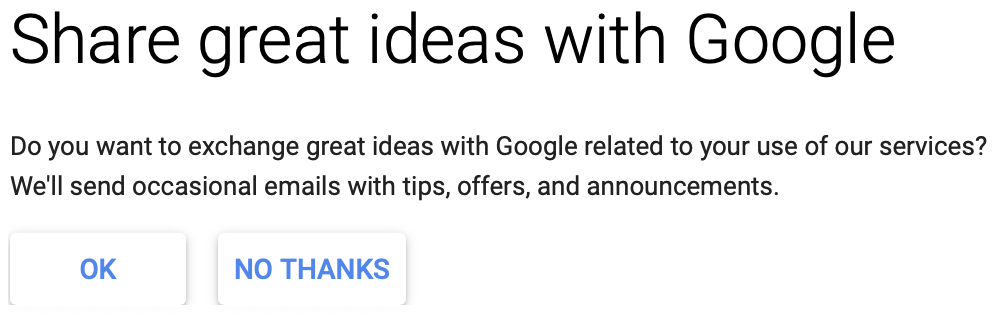 Share great ideas with Google
Do you want to exchange great ideas with Google related to your use of our services?
We'll send occasional emails with tips, offers, and announcements.
OK NO THANKS